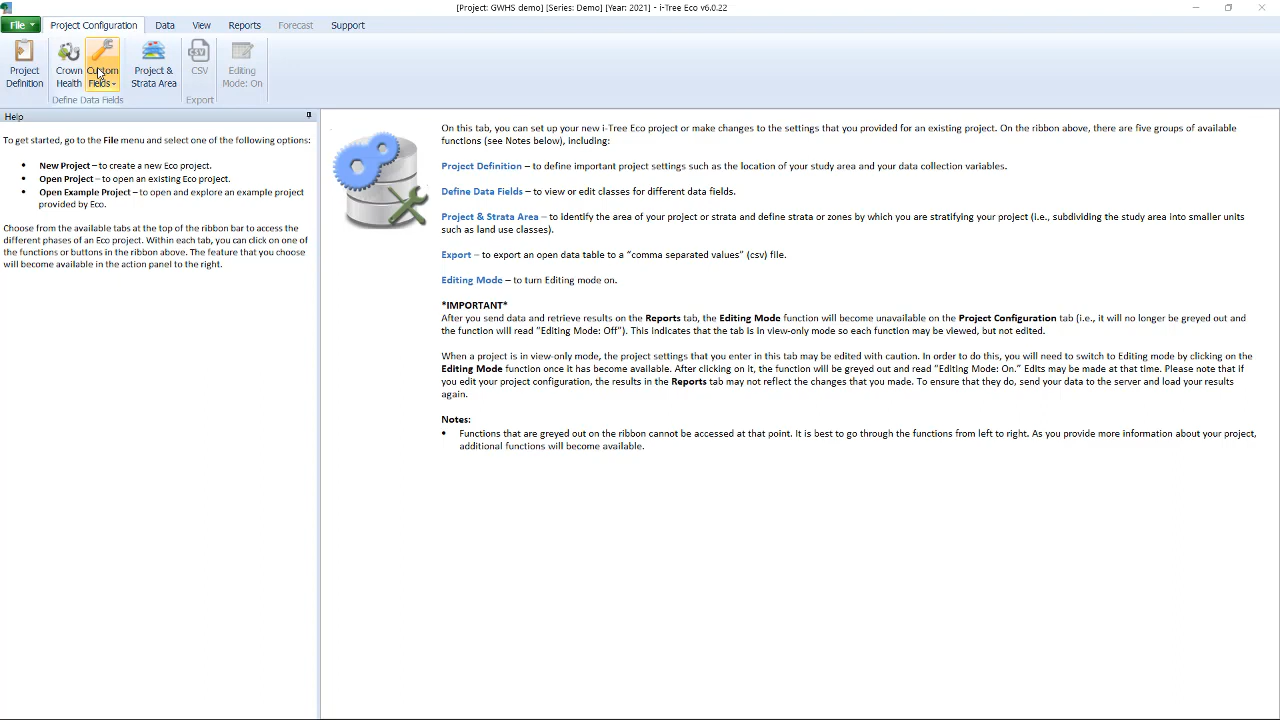 [Project: GWHS demo] [Series: Demo] [Year: 2021] - i-Tree Eco v6.0.22
File
Project Configuration
Data
View
Reports
Forecast
Support
Project Definition
Crown Health
Custom Fields
Project & Strata Area
CSV
Editing Mode: On
Define Data Fields
Export
Help
To get started, go to the File menu and select one of the following options:
• New Project – to create a new Eco project.
• Open Project – to open an existing Eco project.
• Open Example Project – to open and explore an example project
provided by Eco.
Choose from the available tabs at the top of the ribbon bar to access the
different phases of an Eco project. Within each tab, you can click on one of
the functions or buttons in the ribbon above. The feature that you choose
will become available in the action panel to the right.
On this tab, you can set up your new i-Tree Eco project or make changes to the settings that you provided for an existing project. On the ribbon above, there are five groups of available
functions (see Notes below), including:
Project Definition – to define important project settings such as the location of your study area and your data collection variables.
Define Data Fields – to view or edit classes for different data fields.
Project & Strata Area – to identify the area of your project or strata and define strata or zones by which you are stratifying your project (i.e., subdividing the study area into smaller units
such as land use classes).
Export – to export an open data table to a “comma separated values” (csv) file.
Editing Mode – to turn Editing mode on.
*IMPORTANT*
After you send data and retrieve results on the Reports tab, the Editing Mode function will become unavailable on the Project Configuration tab (i.e., it will no longer be greyed out and
the function will read “Editing Mode: Off”). This indicates that the tab is in view-only mode so each function may be viewed, but not edited.
When a project is in view-only mode, the project settings that you enter in this tab may be edited with caution. In order to do this, you will need to switch to Editing mode by clicking on the
Editing Mode function once it has become available. After clicking on it, the function will be greyed out and read “Editing Mode: On.” Edits may be made at that time. Please note that if
you edit your project configuration, the results in the Reports tab may not reflect the changes that you made. To ensure that they do, send your data to the server and load your results
again.
Notes:
• Functions that are greyed out on the ribbon cannot be accessed at that point. It is best to go through the functions from left to right. As you provide more information about your project,
additional functions will become available.